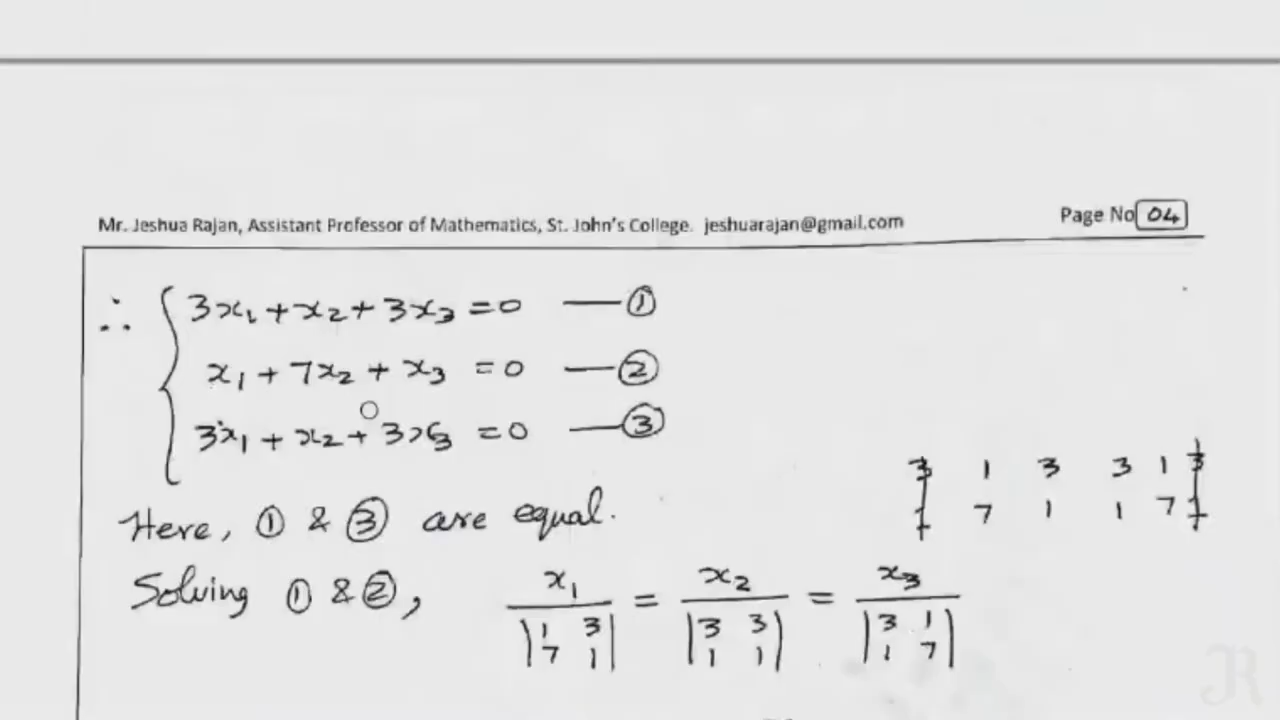 Mr. Jeshua Rajan, Assistant Professor of Mathematics, St. John's College. jeshuarajan@gmail.com Page No 04
∴ { 3x₁ + x₂ + 3x₃ = 0 — ①
x₁ + 7x₂ + x₃ = 0 — ②
3x₁ + x₂ + 3x₃ = 0 — ③
3 1 3 3 1 3
1 7 1 1 7 1
Here, ① & ③ are equal.
Solving ① & ②, x₁ / |1 3; 7 1| = x₂ / |3 3; 1 1| = x₃ / |3 1; 1 7|
JR